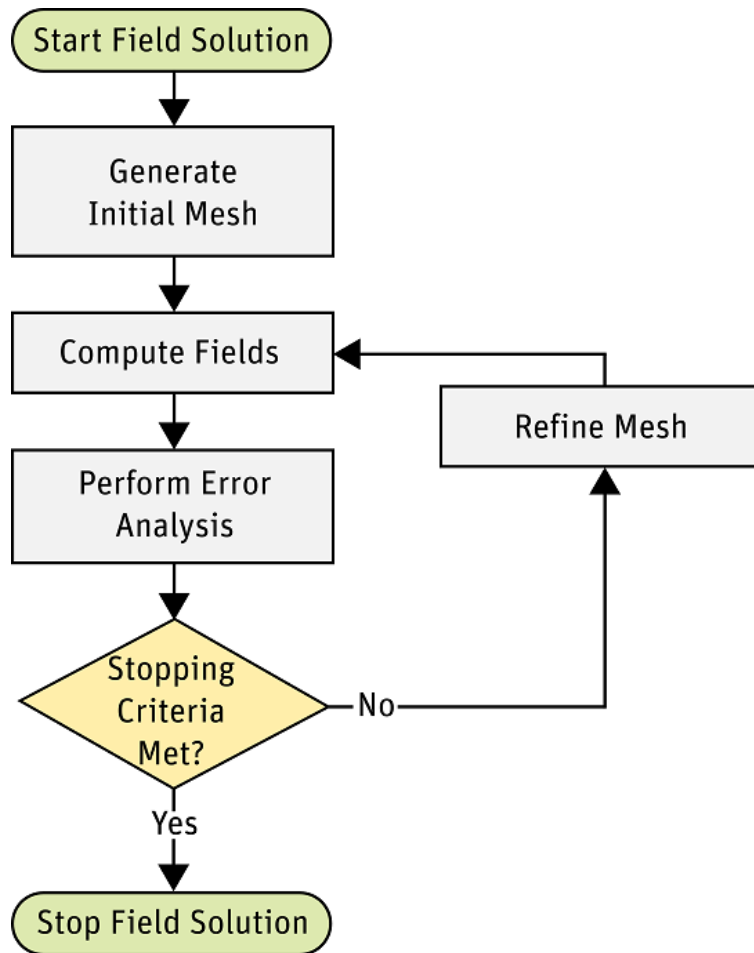 Start Field Solution
Generate
Initial Mesh
Compute Fields
Refine Mesh
Perform Error
Analysis
Stopping
Criteria
Met?
No
Yes
Stop Field Solution